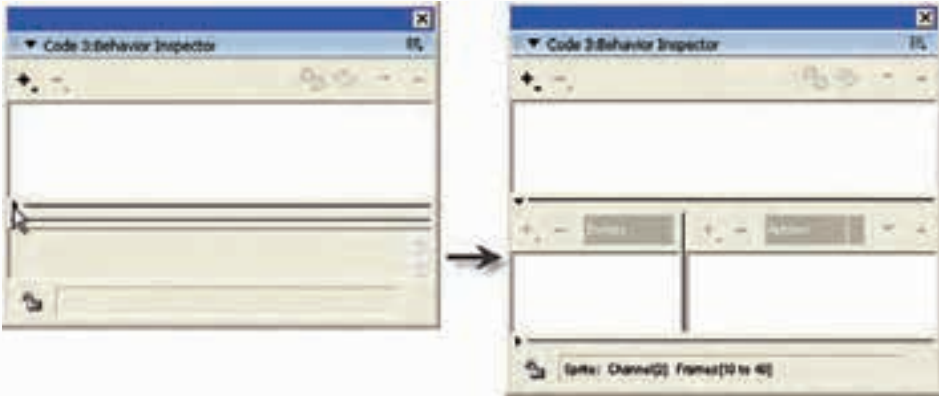 Code 3:Behavior Inspector
Code 3:Behavior Inspector
Events
Actions
Sprite: Channel[2] Frames[10 to 40]